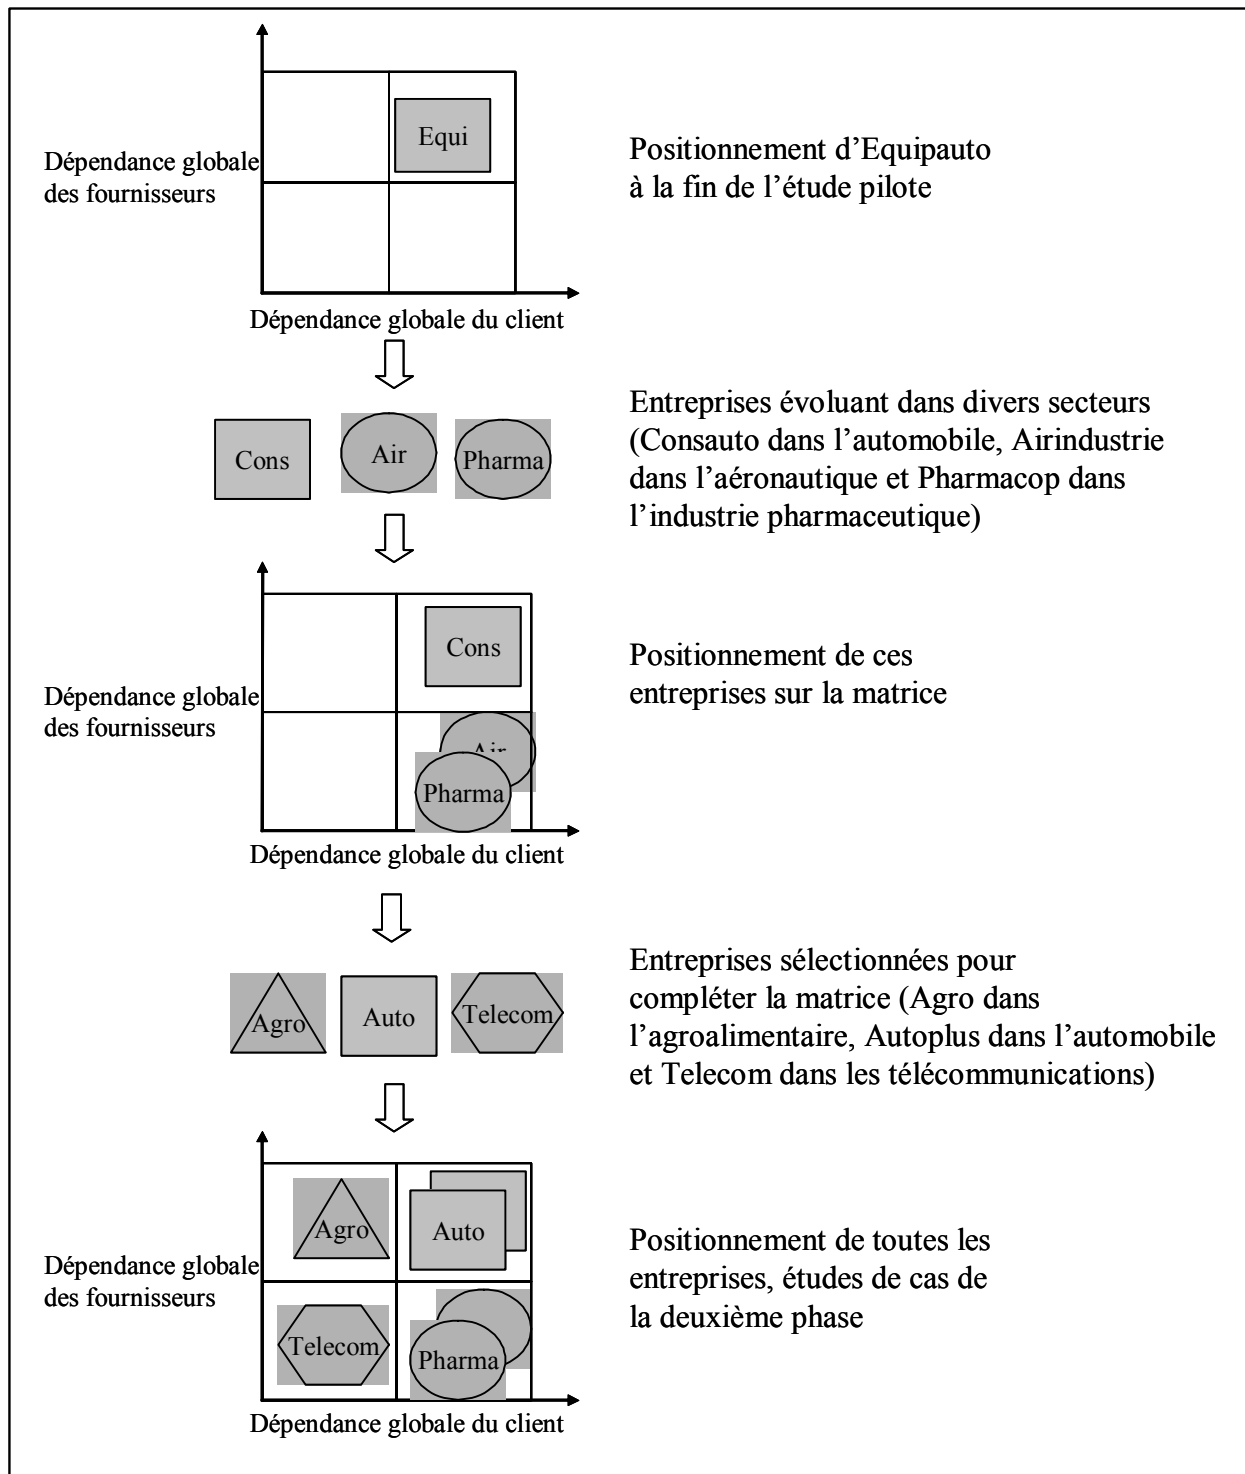 Equi
Dépendance globale
des fournisseurs
Positionnement d’Equipauto
à la fin de l’étude pilote
Dépendance globale du client
Cons
Air
Pharma
Entreprises évoluant dans divers secteurs
(Consauto dans l’automobile, Airindustrie
dans l’aéronautique et Pharmacop dans
l’industrie pharmaceutique)
Cons
Dépendance globale
des fournisseurs
Air
Pharma
Positionnement de ces
entreprises sur la matrice
Dépendance globale du client
Agro
Auto
Telecom
Entreprises sélectionnées pour
compléter la matrice (Agro dans
l’agroalimentaire, Autoplus dans l’automobile
et Telecom dans les télécommunications)
Agro
Auto
Dépendance globale
des fournisseurs
Telecom
Pharma
Positionnement de toutes les
entreprises, études de cas de
la deuxième phase
Dépendance globale du client